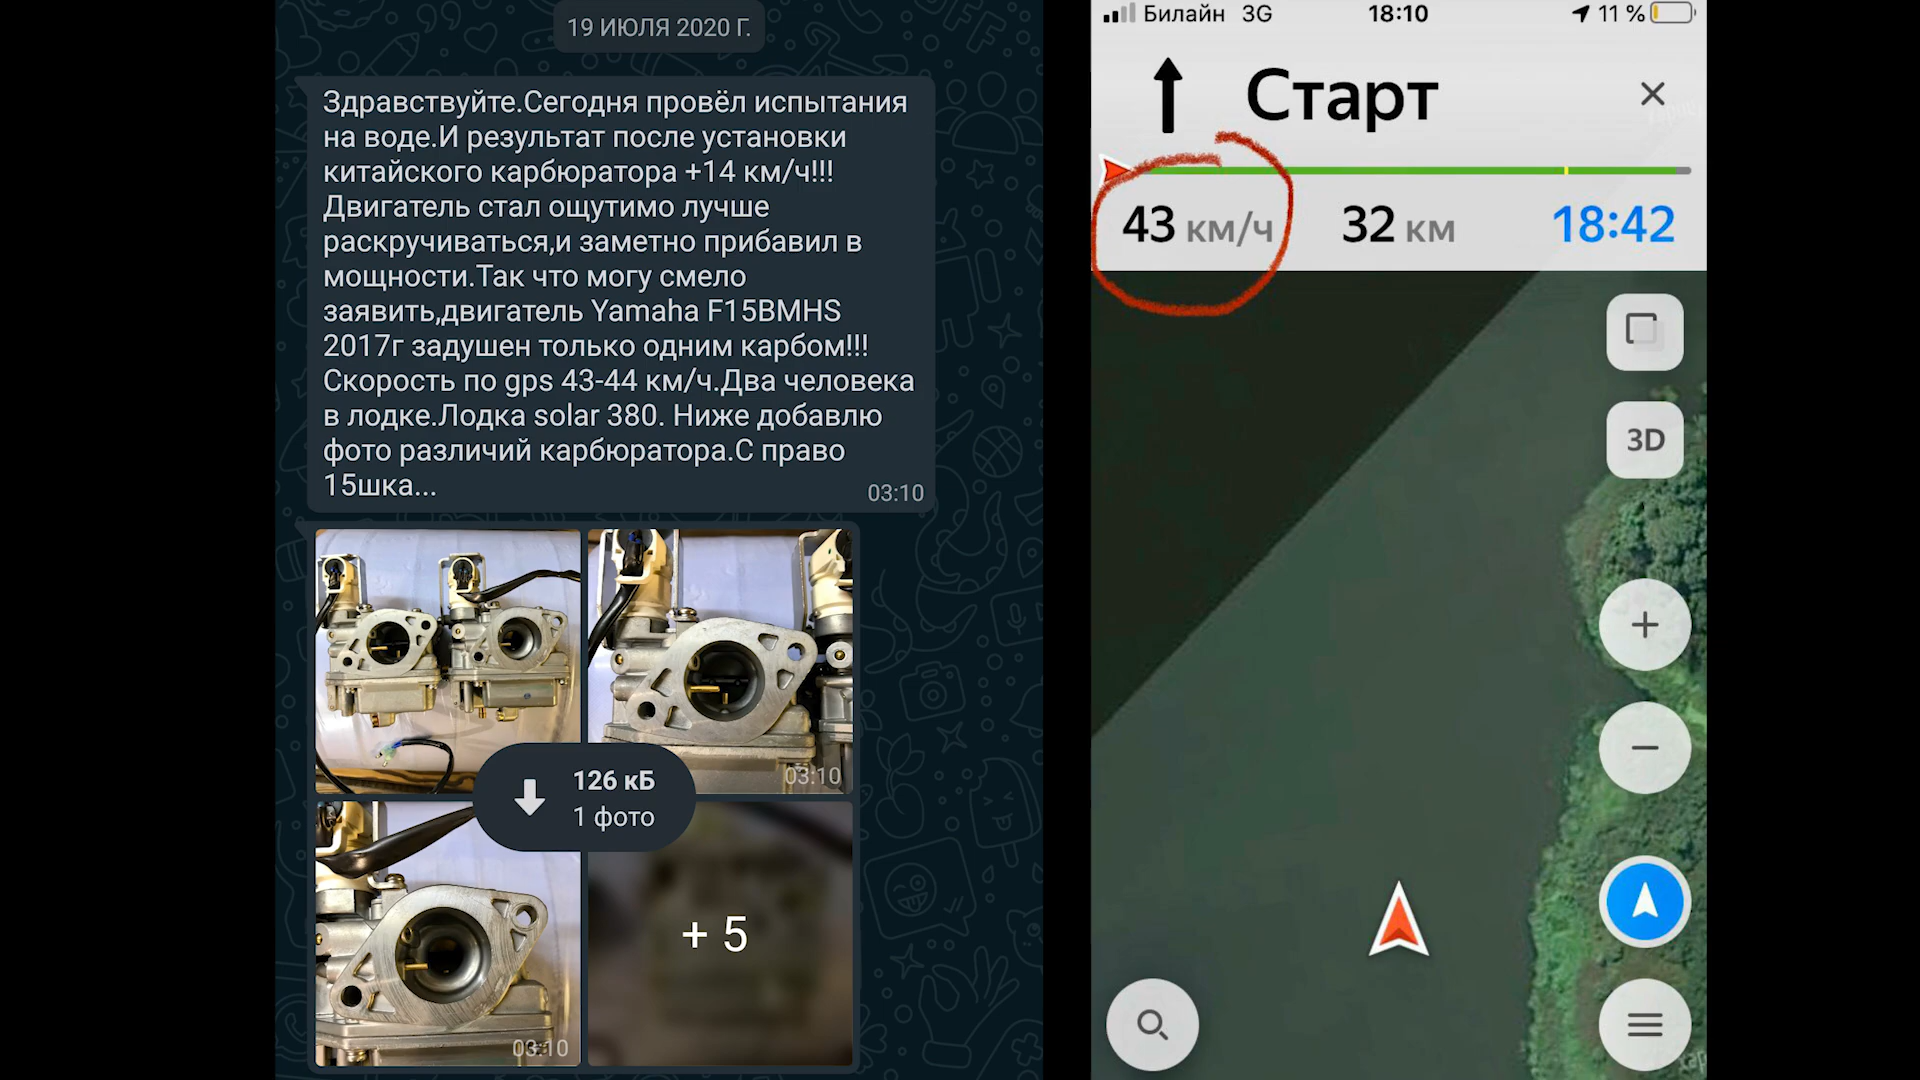 19 ИЮЛЯ 2020 Г.
Здравствуйте.Сегодня провёл испытания
на воде.И результат после установки
китайского карбюратора +14 км/ч!!!
Двигатель стал ощутимо лучше
раскручиваться,и заметно прибавил в
мощности.Так что могу смело
заявить,двигатель Yamaha F15BMHS
2017г задушен только одним карбом!!!
Скорость по gps 43-44 км/ч.Два человека
в лодке.Лодка solar 380. Ниже добавлю
фото различий карбюратора.С право
15шка...
03:10
126 кБ
1 фото
03:10
03:10
+ 5
Билайн 3G 18:10 11 %
Старт
43 км/ч 32 км 18:42
3D